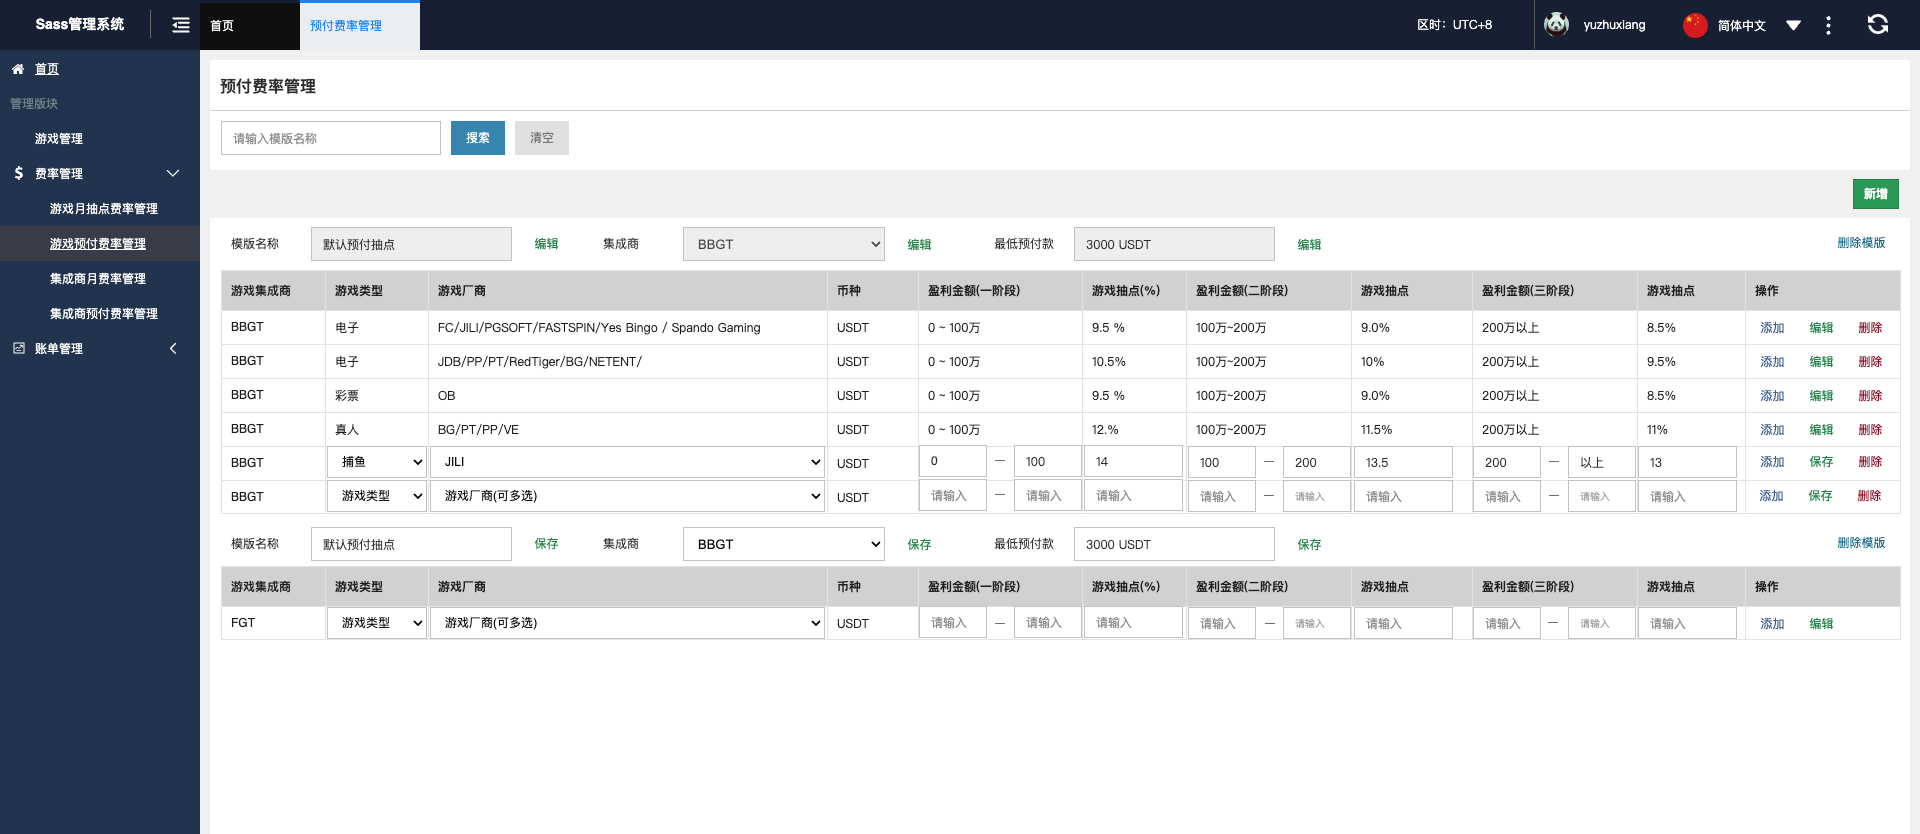 Sass管理系统
首页
预付费率管理
区时：UTC+8
yuzhuxiang
简体中文
首页
管理版块
游戏管理
费率管理
游戏月抽点费率管理
游戏预付费率管理
集成商月费率管理
集成商预付费率管理
账单管理
预付费率管理
请输入模版名称 搜索 清空
新增
模版名称 默认预付抽点 编辑 集成商 BBGT 编辑 最低预付款 3000 USDT 编辑 删除模版
游戏集成商 游戏类型 游戏厂商 币种 盈利金额(一阶段) 游戏抽点(%) 盈利金额(二阶段) 游戏抽点 盈利金额(三阶段) 游戏抽点 操作
BBGT 电子 FC/JILI/PGSOFT/FASTSPIN/Yes Bingo / Spando Gaming USDT 0 ~ 100万 9.5 % 100万~200万 9.0% 200万以上 8.5% 添加 编辑 删除
BBGT 电子 JDB/PP/PT/RedTiger/BG/NETENT/ USDT 0 ~ 100万 10.5% 100万~200万 10% 200万以上 9.5% 添加 编辑 删除
BBGT 彩票 OB USDT 0 ~ 100万 9.5 % 100万~200万 9.0% 200万以上 8.5% 添加 编辑 删除
BBGT 真人 BG/PT/PP/VE USDT 0 ~ 100万 12.% 100万~200万 11.5% 200万以上 11% 添加 编辑 删除
BBGT 捕鱼 JILI USDT 0 — 100 14 100 — 200 13.5 200 — 以上 13 添加 保存 删除
BBGT 游戏类型 游戏厂商(可多选) USDT 请输入 — 请输入 请输入 请输入 — 请输入 请输入 请输入 — 请输入 请输入 添加 保存 删除
模版名称 默认预付抽点 保存 集成商 BBGT 保存 最低预付款 3000 USDT 保存 删除模版
游戏集成商 游戏类型 游戏厂商 币种 盈利金额(一阶段) 游戏抽点(%) 盈利金额(二阶段) 游戏抽点 盈利金额(三阶段) 游戏抽点 操作
FGT 游戏类型 游戏厂商(可多选) USDT 请输入 — 请输入 请输入 请输入 — 请输入 请输入 请输入 — 请输入 请输入 添加 编辑